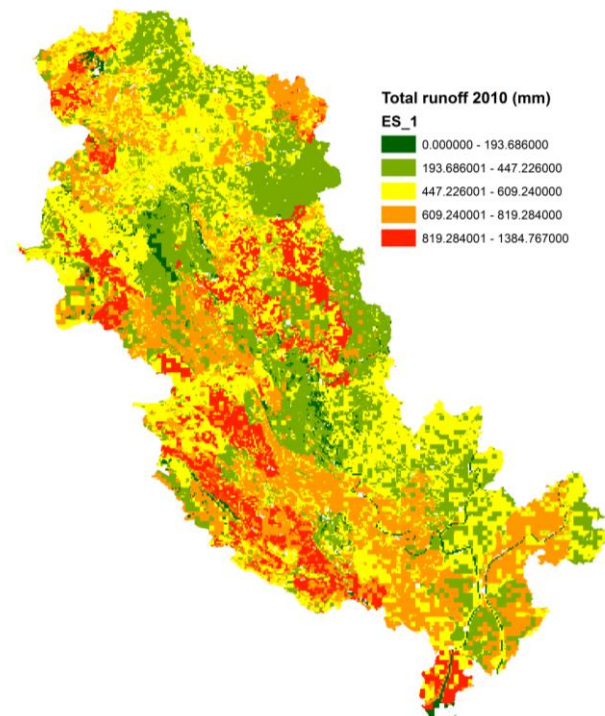 Total runoff 2010 (mm)
ES_1
0.000000 - 193.686000
193.686001 - 447.226000
447.226001 - 609.240000
609.240001 - 819.284000
819.284001 - 1384.767000